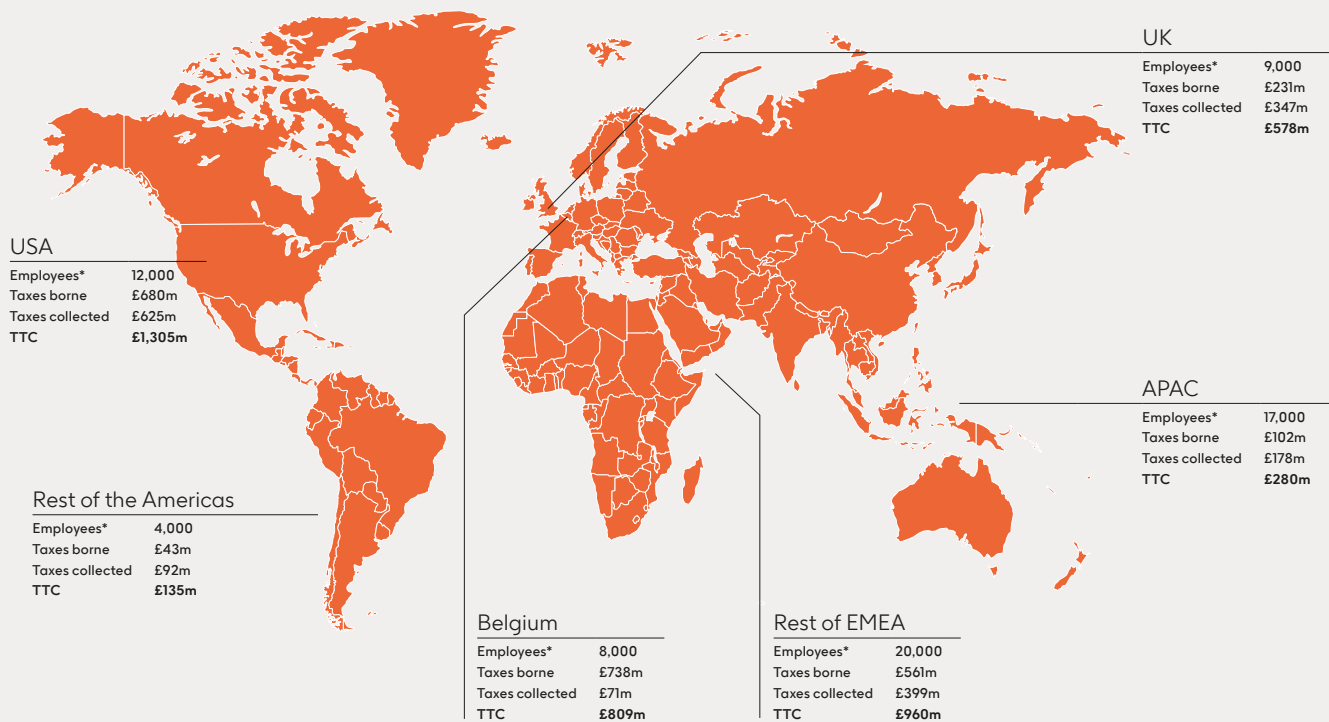 UK
Employees* 9,000
Taxes borne £231m
Taxes collected £347m
TTC £578m
USA
Employees* 12,000
Taxes borne £680m
Taxes collected £625m
TTC £1,305m
APAC
Employees* 17,000
Taxes borne £102m
Taxes collected £178m
TTC £280m
Rest of the Americas
Employees* 4,000
Taxes borne £43m
Taxes collected £92m
TTC £135m
Belgium
Employees* 8,000
Taxes borne £738m
Taxes collected £71m
TTC £809m
Rest of EMEA
Employees* 20,000
Taxes borne £561m
Taxes collected £399m
TTC £960m